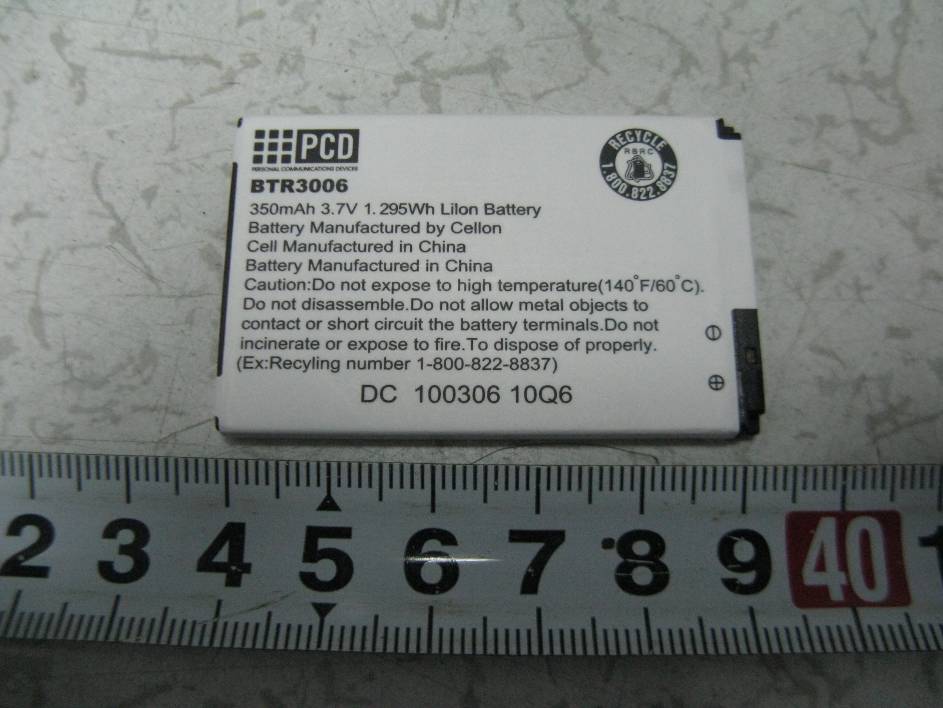 PCD
PERSONAL COMMUNICATIONS DEVICES
RECYCLE
RBRC
1.800.822.8837
BTR3006
350mAh 3.7V 1.295Wh LiIon Battery
Battery Manufactured by Cellon
Cell Manufactured in China
Battery Manufactured in China
Caution:Do not expose to high temperature(140°F/60°C).
Do not disassemble.Do not allow metal objects to
contact or short circuit the battery terminals.Do not
incinerate or expose to fire.To dispose of properly.
(Ex:Recyling number 1-800-822-8837)
DC 100306 10Q6
2 3 4 5 6 7 8 9 40